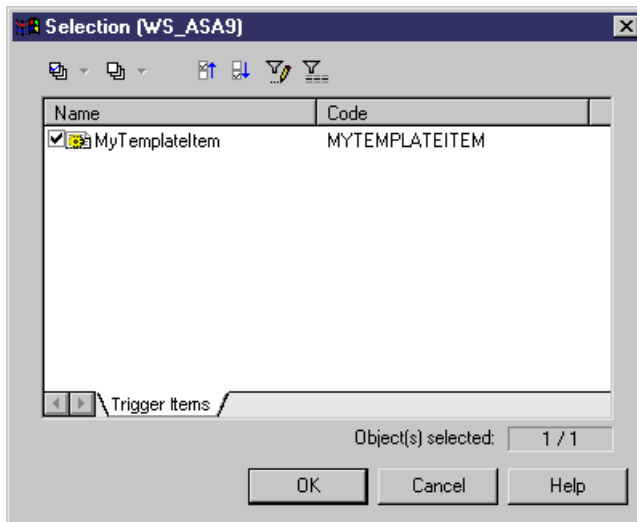 Selection (WS_ASA9)
Name Code
MyTemplateItem MYTEMPLATEITEM
Trigger Items
Object(s) selected: 1 / 1
OK Cancel Help